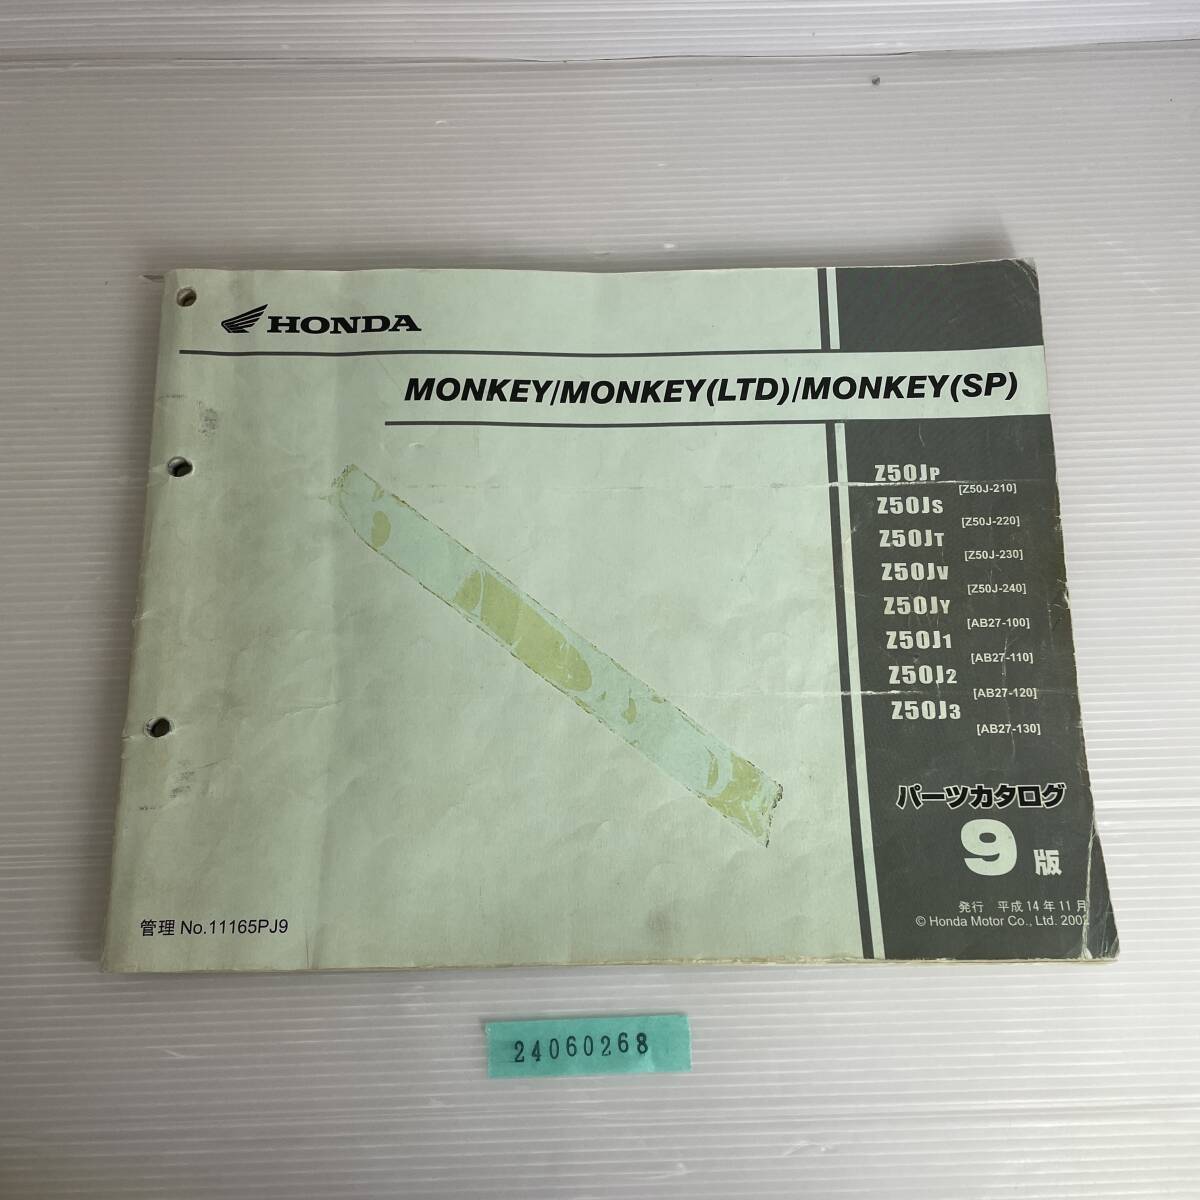 HONDA
MONKEY/MONKEY(LTD)/MONKEY(SP)
Z50JP [Z50J-210]
Z50JS [Z50J-220]
Z50JT [Z50J-230]
Z50JV [Z50J-240]
Z50JY [AB27-100]
Z50J1 [AB27-110]
Z50J2 [AB27-120]
Z50J3 [AB27-130]
パーツカタログ
9版
発行 平成14年11月
© Honda Motor Co., Ltd. 2002
管理 No.11165PJ9
24060268